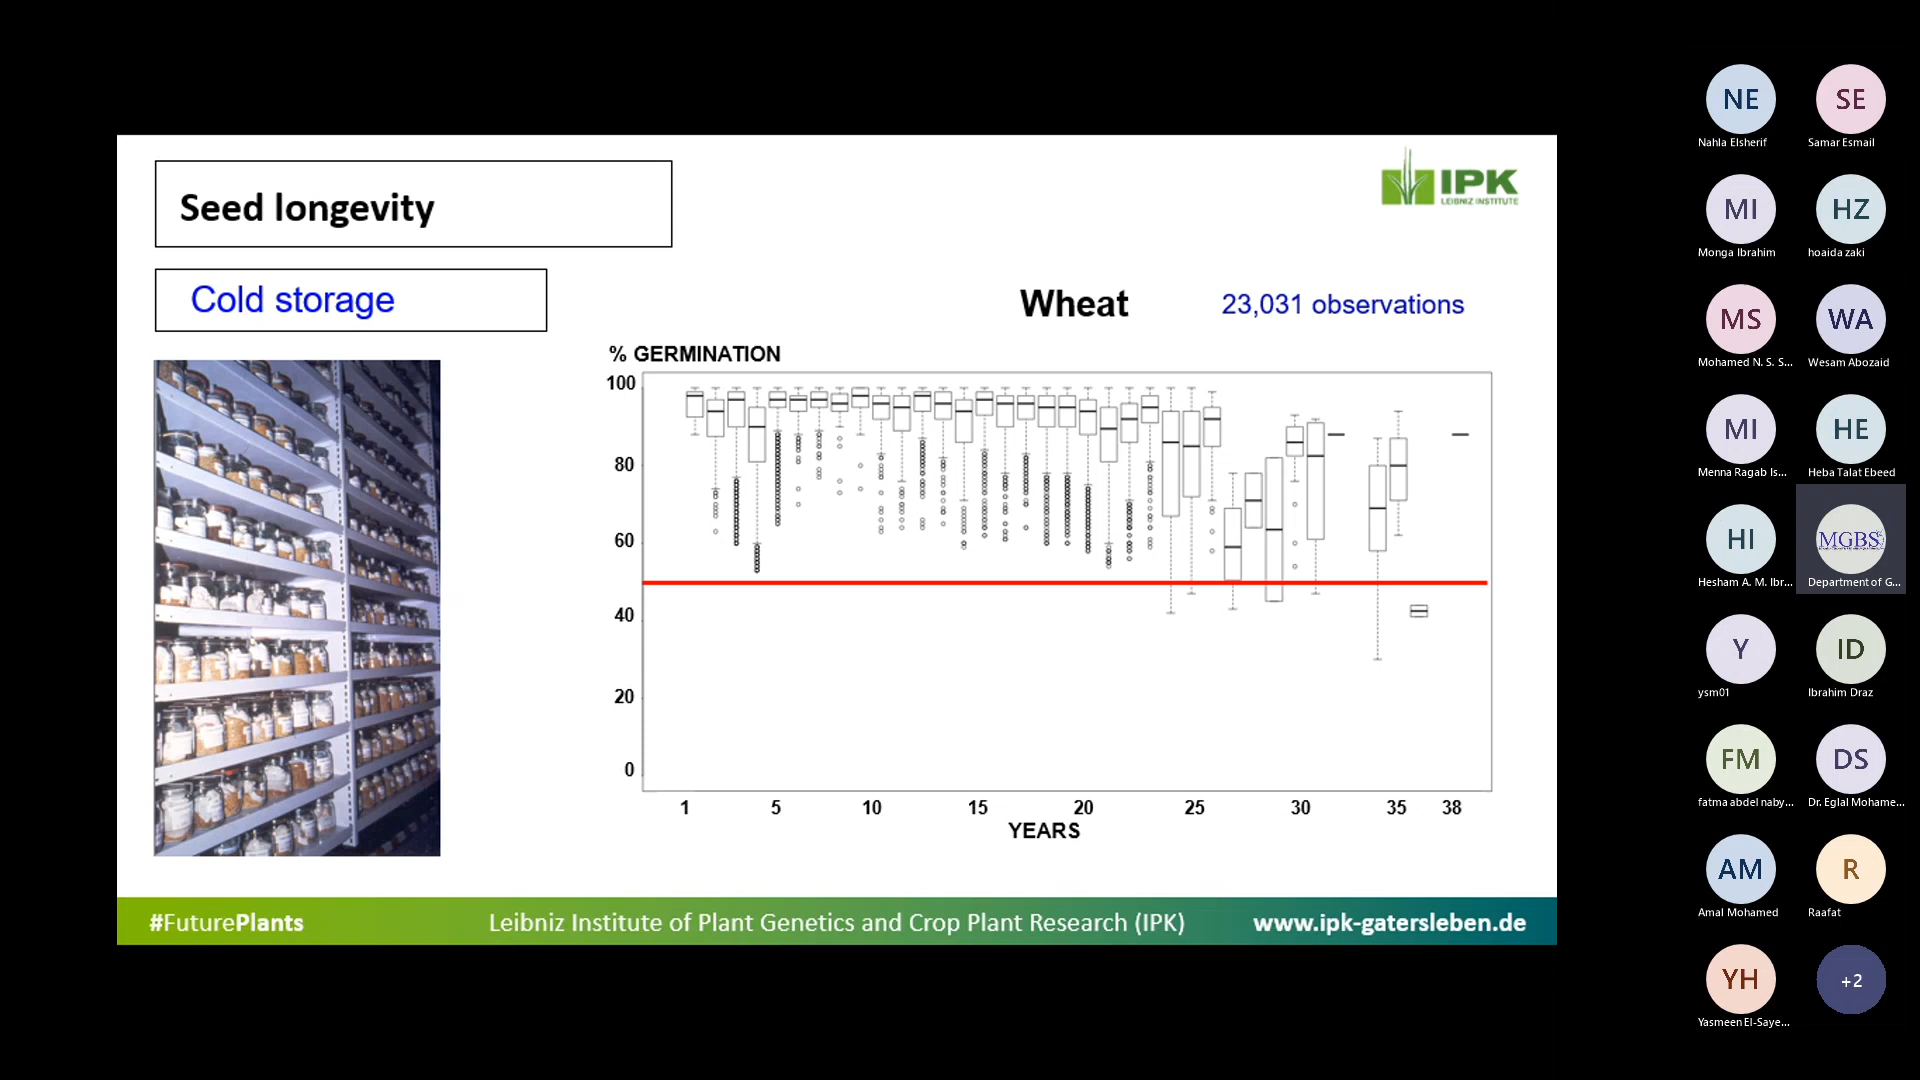 Seed longevity
IPK
LEIBNIZ INSTITUTE
Cold storage
Wheat
23,031 observations
% GERMINATION
100
80
60
40
20
0
1 5 10 15 20 25 30 35 38
YEARS
#FuturePlants
Leibniz Institute of Plant Genetics and Crop Plant Research (IPK)
www.ipk-gatersleben.de
NE
Nahla Elsherif
SE
Samar Esmail
MI
Monga Ibrahim
HZ
hoaida zaki
MS
Mohamed N. S. S...
WA
Wesam Abozaid
MI
Menna Ragab Is...
HE
Heba Talat Ebeed
HI
Hesham A. M. Ibr...
MGBS
Department of G...
Y
ysm01
ID
Ibrahim Draz
FM
fatma abdel naby...
DS
Dr. Eglal Mohame...
AM
Amal Mohamed
R
Raafat
YH
Yasmeen El-Saye...
+2